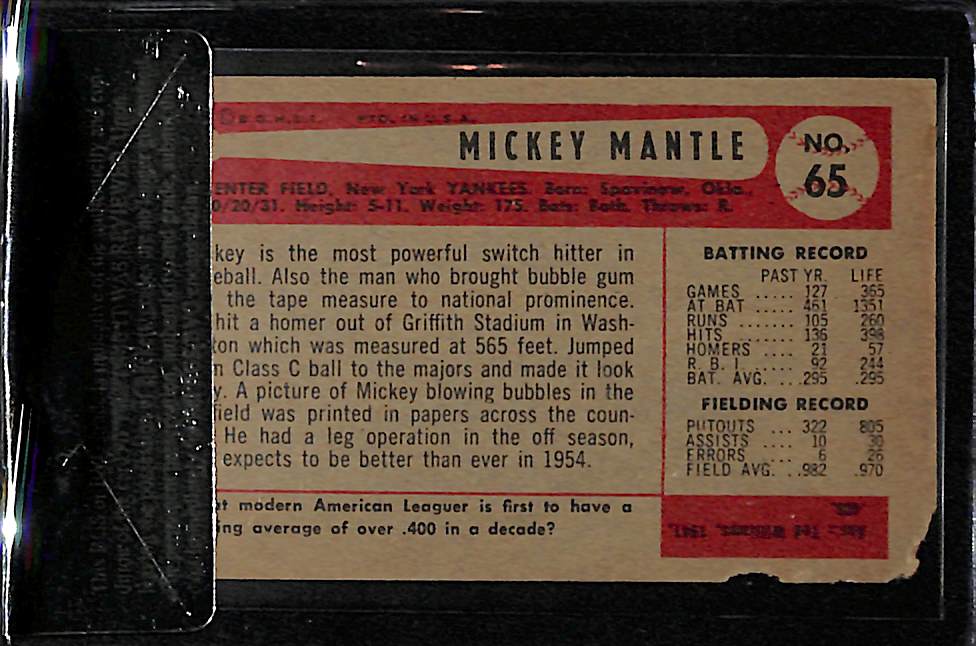 © B.G.H.L.I. PTD. IN U.S.A.
MICKEY MANTLE
NO.
65
ENTER FIELD, New York YANKEES. Born: Spavinaw, Okla.,
0/20/31. Height: 5-11. Weight: 175. Bats: Both. Throws: R.
key is the most powerful switch hitter in
eball. Also the man who brought bubble gum
the tape measure to national prominence.
hit a homer out of Griffith Stadium in Wash-
ton which was measured at 565 feet. Jumped
n Class C ball to the majors and made it look
y. A picture of Mickey blowing bubbles in the
field was printed in papers across the coun-
He had a leg operation in the off season,
expects to be better than ever in 1954.
at modern American Leaguer is first to have a
ing average of over .400 in a decade?
BATTING RECORD
PAST YR. LIFE
GAMES ..... 127 365
AT BAT ..... 461 1351
RUNS ....... 105 260
HITS ....... 136 398
HOMERS .... 21 57
R. B. I. ..... 92 244
BAT. AVG. ... .295 .295
FIELDING RECORD
PUTOUTS ... 322 805
ASSISTS .... 10 30
ERRORS .... 6 26
FIELD AVG. . .982 .970
Ans.: Ted Williams, 1941,